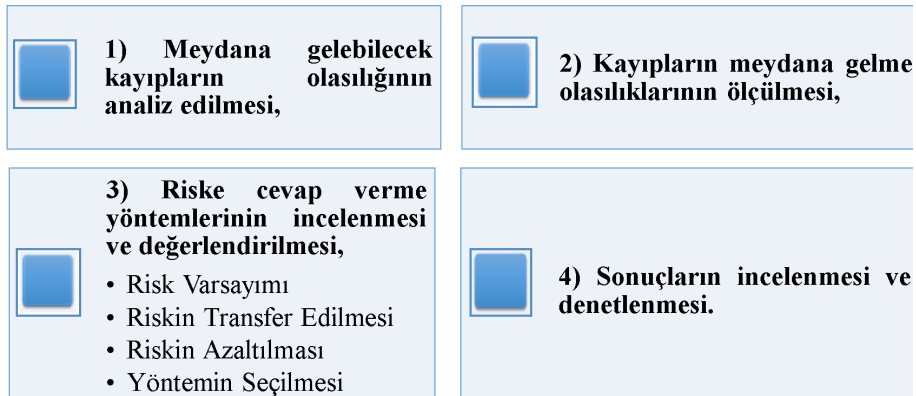 1) Meydana gelebilecek
kayıpların olasılığının
analiz edilmesi,
2) Kayıpların meydana gelme
olasılıklarının ölçülmesi,
3) Riske cevap verme
yöntemlerinin incelenmesi
ve değerlendirilmesi,
• Risk Varsayımı
• Riskin Transfer Edilmesi
• Riskin Azaltılması
• Yöntemin Seçilmesi
4) Sonuçların incelenmesi ve
denetlenmesi.